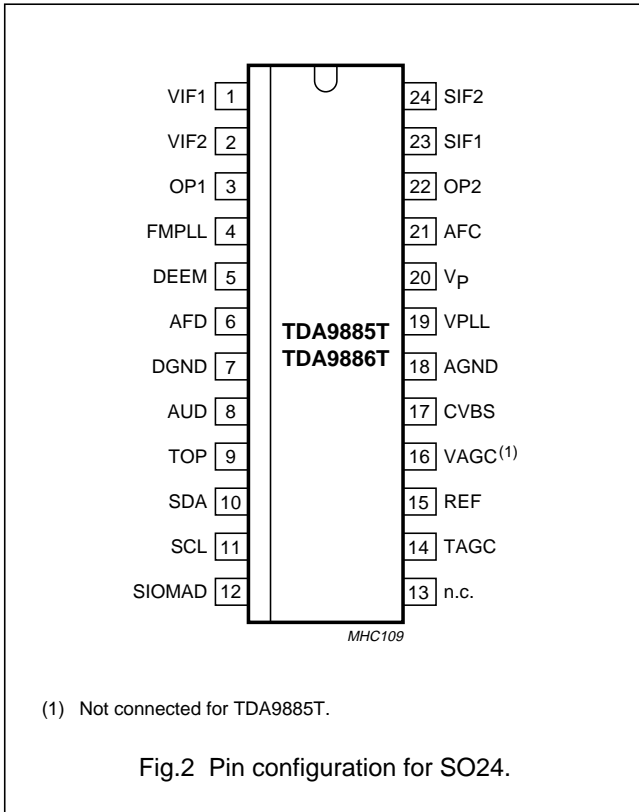 VIF1 1 24 SIF2
VIF2 2 23 SIF1
OP1 3 22 OP2
FMPLL 4 21 AFC
DEEM 5 20 VP
AFD 6 19 VPLL
TDA9885T
TDA9886T
DGND 7 18 AGND
AUD 8 17 CVBS
TOP 9 16 VAGC(1)
SDA 10 15 REF
SCL 11 14 TAGC
SIOMAD 12 13 n.c.
MHC109
(1) Not connected for TDA9885T.
Fig.2 Pin configuration for SO24.